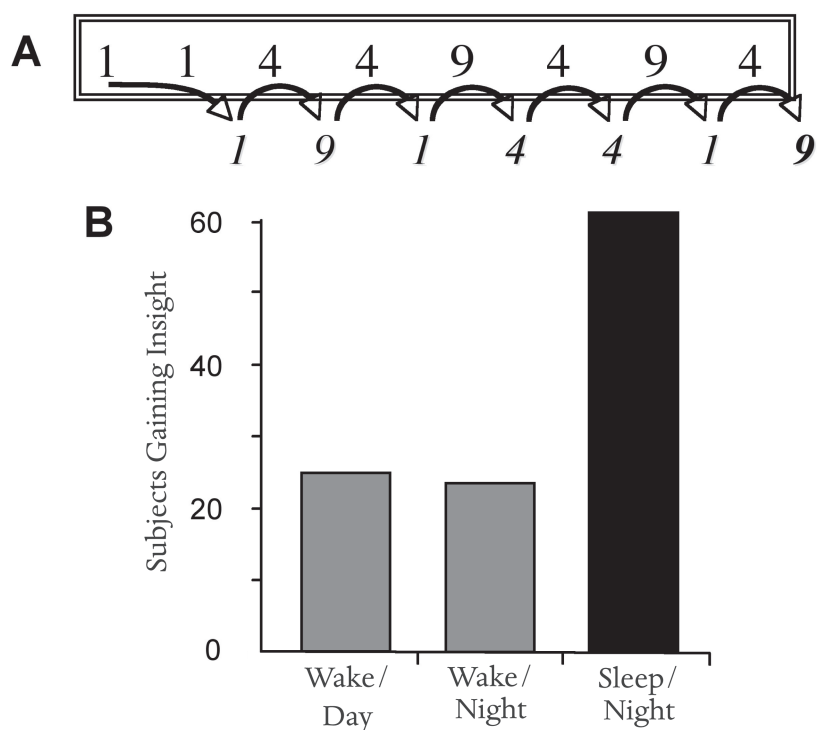 A
1 1 4 4 9 4 9 4
1 9 1 4 4 1 9
B
Subjects Gaining Insight
60
40
20
0
Wake/
Day
Wake/
Night
Sleep/
Night